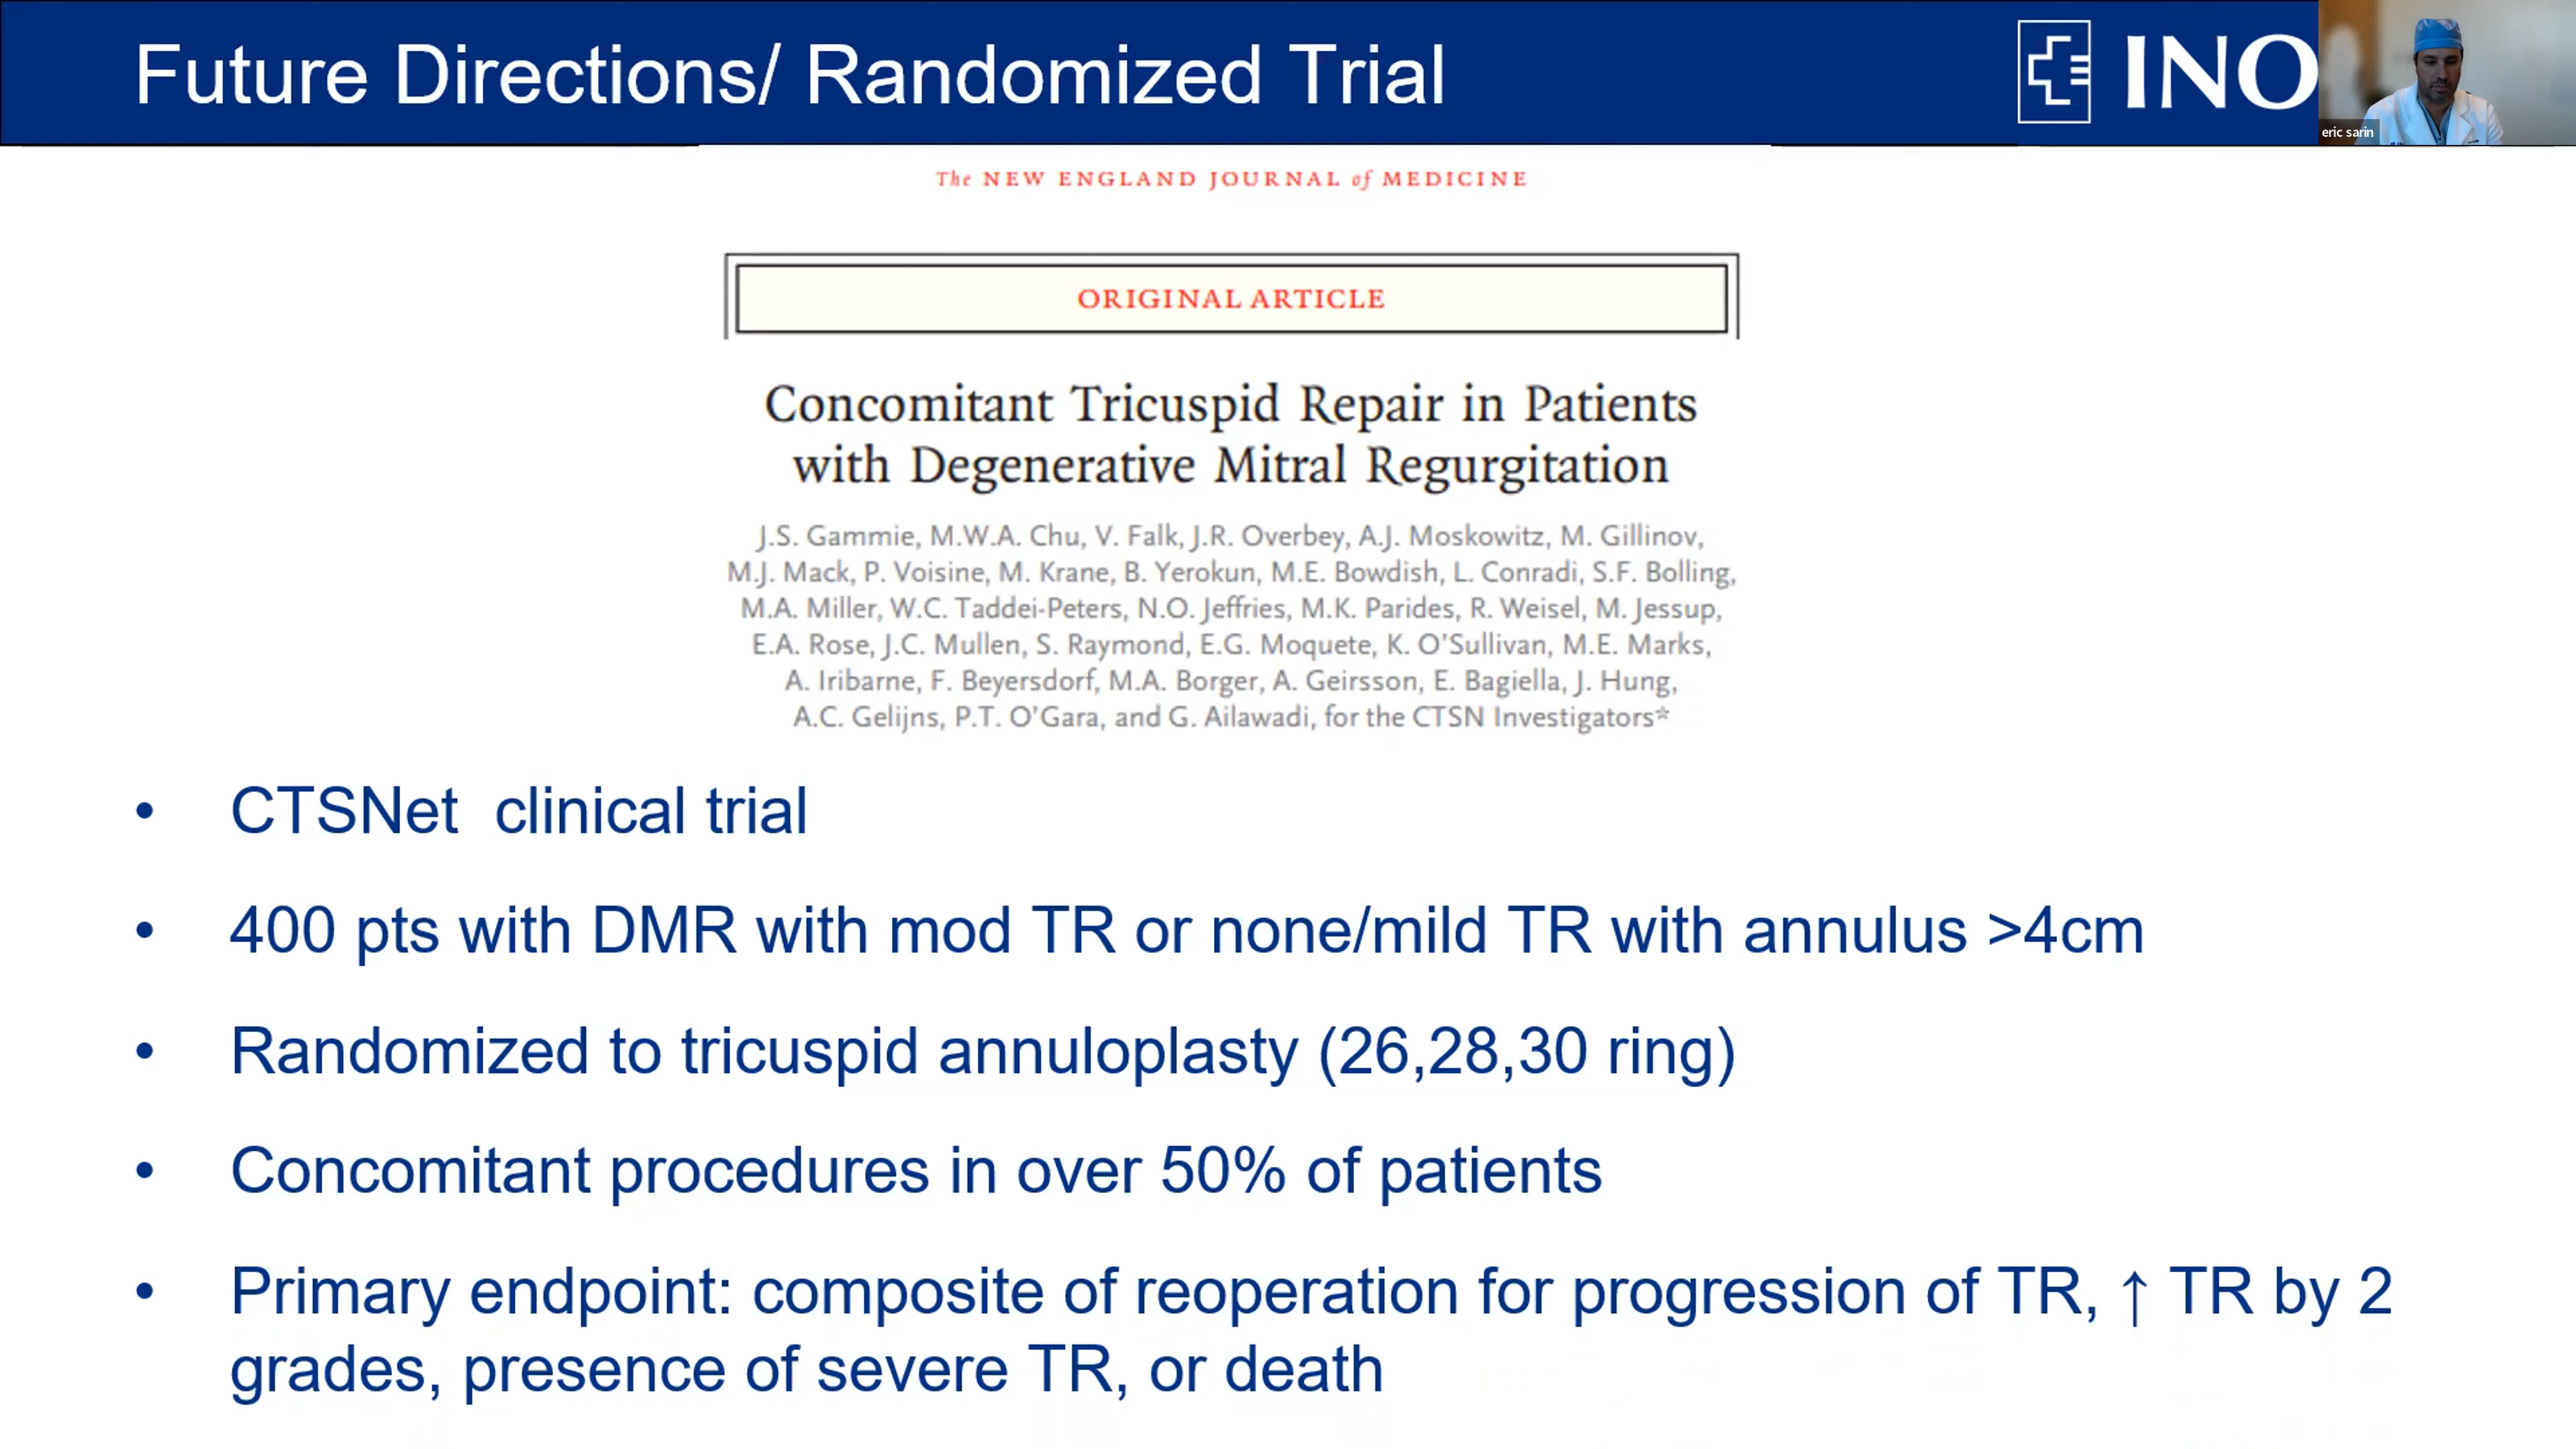 Future Directions/ Randomized Trial
INO
eric sarin
The NEW ENGLAND JOURNAL of MEDICINE
ORIGINAL ARTICLE
Concomitant Tricuspid Repair in Patients
with Degenerative Mitral Regurgitation
J.S. Gammie, M.W.A. Chu, V. Falk, J.R. Overbey, A.J. Moskowitz, M. Gillinov,
M.J. Mack, P. Voisine, M. Krane, B. Yerokun, M.E. Bowdish, L. Conradi, S.F. Bolling,
M.A. Miller, W.C. Taddei-Peters, N.O. Jeffries, M.K. Parides, R. Weisel, M. Jessup,
E.A. Rose, J.C. Mullen, S. Raymond, E.G. Moquete, K. O'Sullivan, M.E. Marks,
A. Iribarne, F. Beyersdorf, M.A. Borger, A. Geirsson, E. Bagiella, J. Hung,
A.C. Gelijns, P.T. O'Gara, and G. Ailawadi, for the CTSN Investigators*
• CTSNet clinical trial
• 400 pts with DMR with mod TR or none/mild TR with annulus >4cm
• Randomized to tricuspid annuloplasty (26,28,30 ring)
• Concomitant procedures in over 50% of patients
• Primary endpoint: composite of reoperation for progression of TR, ↑ TR by 2
grades, presence of severe TR, or death